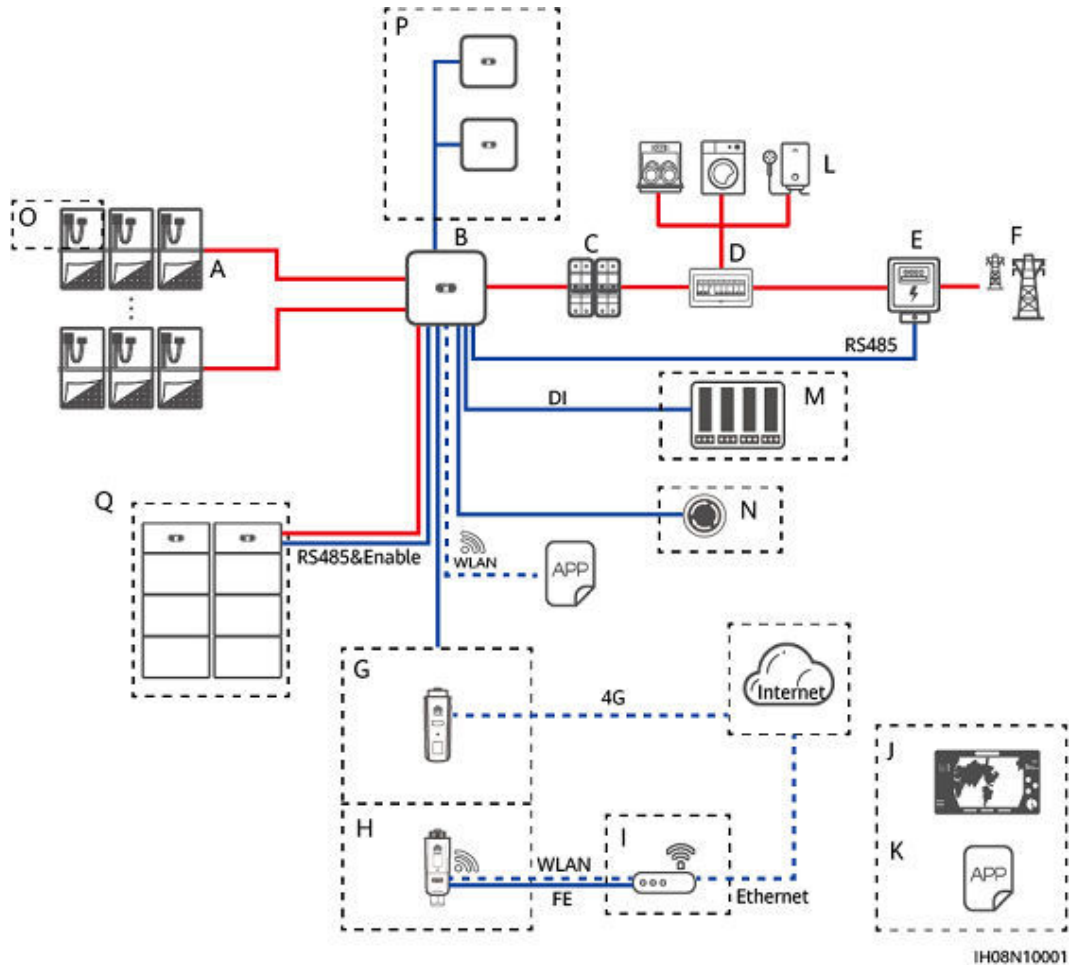 P
L
O
A
B
C
D
E
F
RS485
DI
M
N
Q
RS485&Enable
WLAN
APP
G
4G
Internet
J
H
WLAN
FE
I
Ethernet
K
APP
IH08N10001